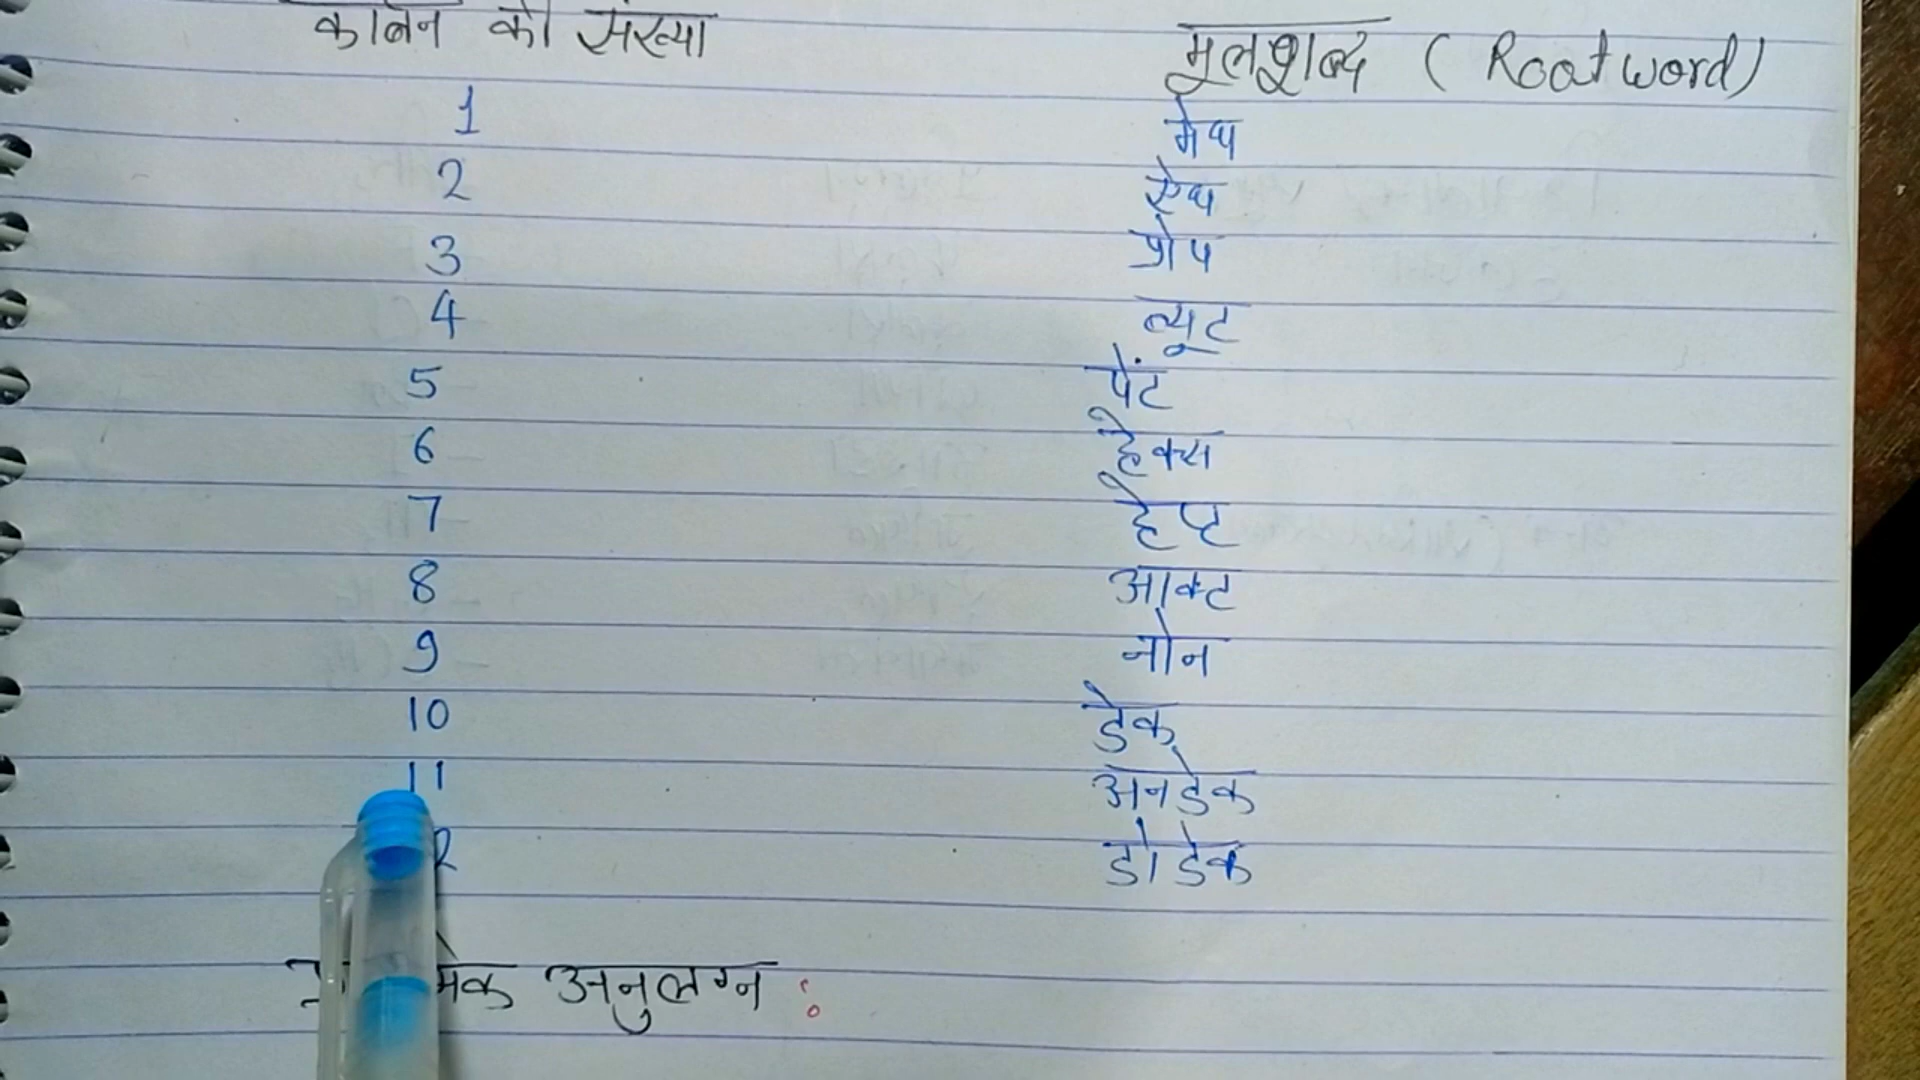 कार्बन की संख्या मूलशब्द ( Root word)
1 मेथ
2 ऐथ
3 प्रोप
4 ब्यूट
5 पेंट
6 हेक्स
7 हेप्ट
8 आक्ट
9 नोन
10 डेक
11 अनडेक
2 डोडेक
अनुलग्न :